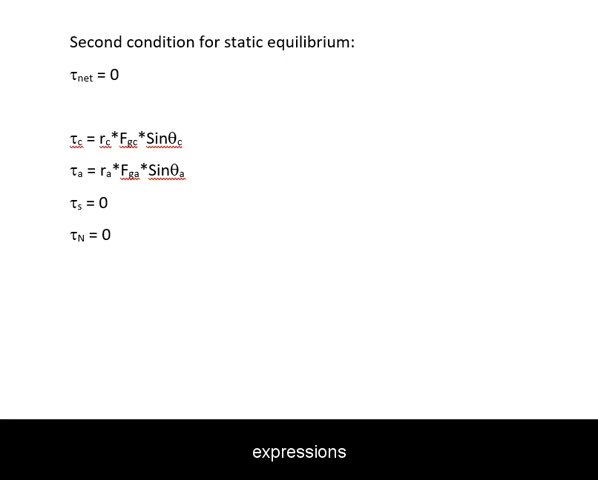 Second condition for static equilibrium:
τnet = 0
τc = rc*Fgc*Sinθc
τa = ra*Fga*Sinθa
τs = 0
τN = 0
expressions